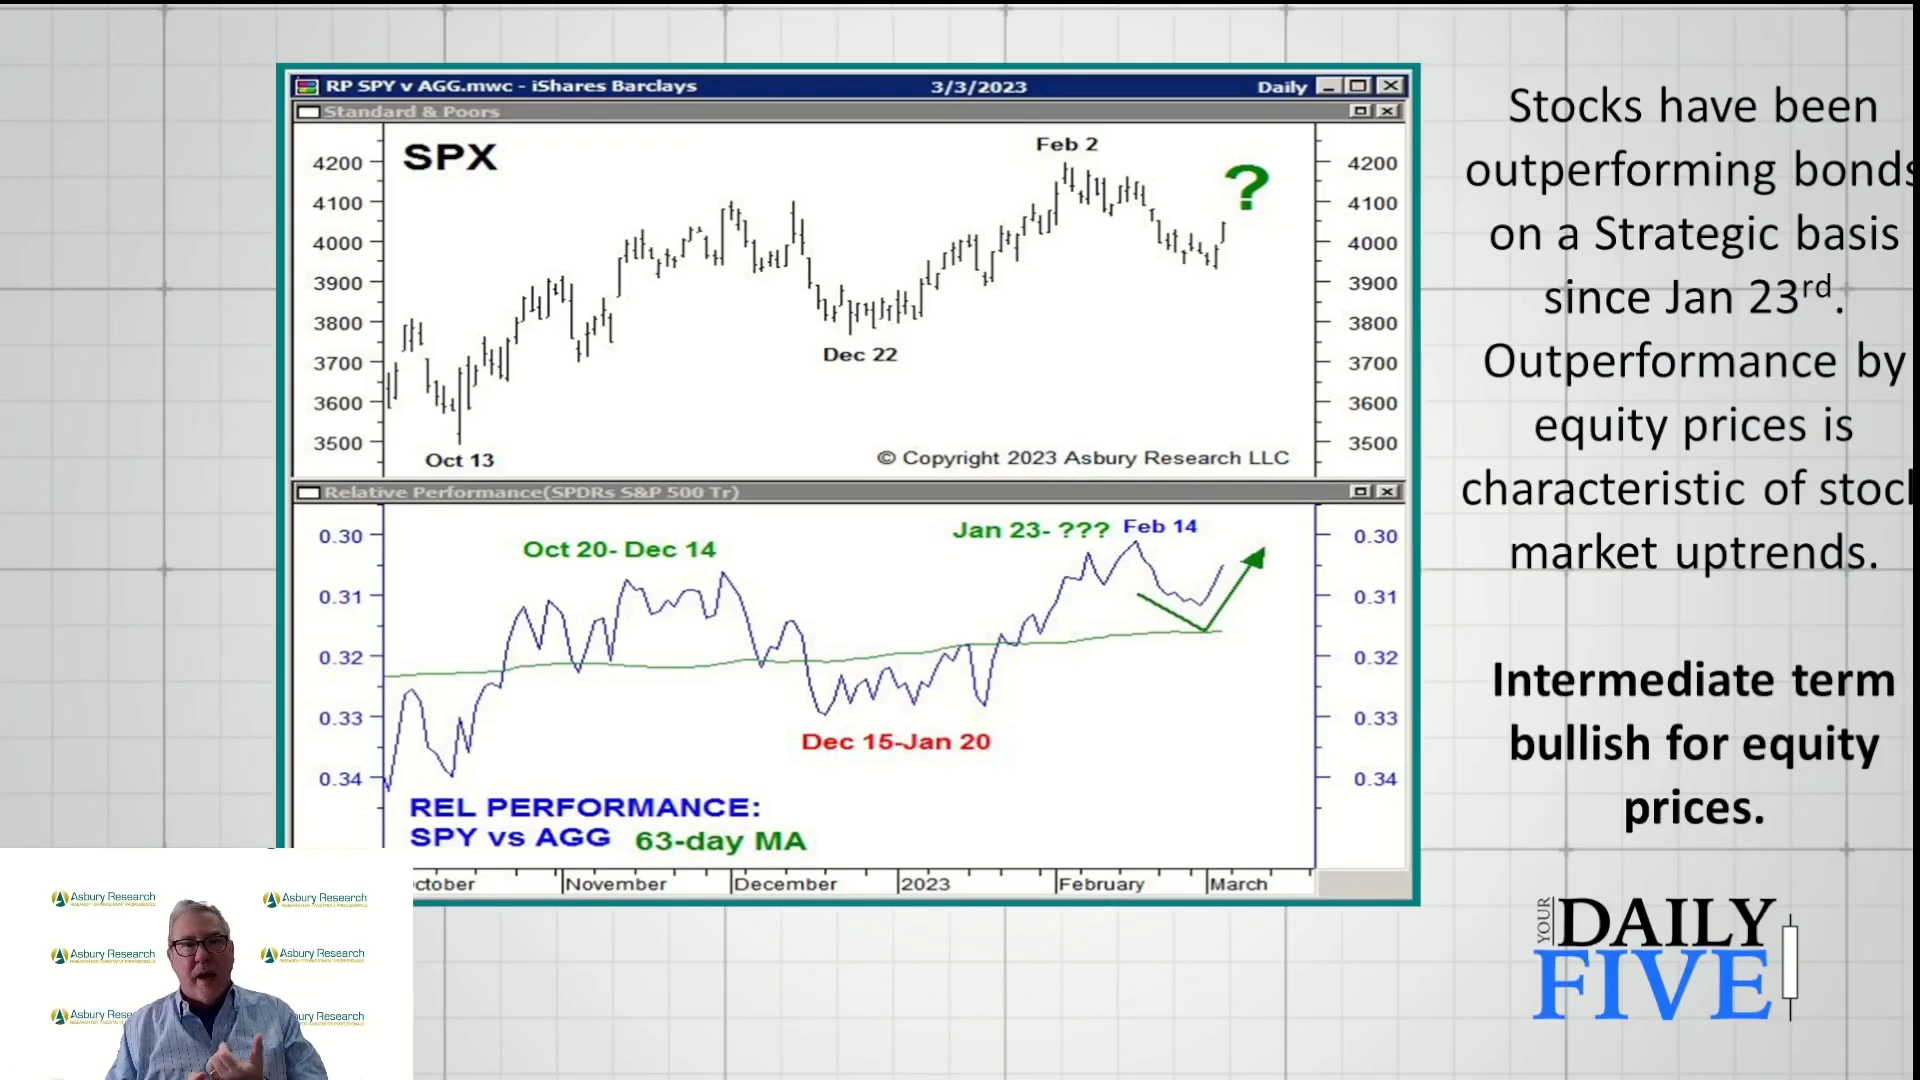 RP SPY v AGG.mwc - iShares Barclays 3/3/2023 Daily
Standard & Poors
SPX
Feb 2
?
4200 4200
4100 4100
4000 4000
3900 3900
3800 3800
Dec 22
3700 3700
3600 3600
3500 3500
Oct 13
© Copyright 2023 Asbury Research LLC
Relative Performance(SPDRs S&P 500 Tr)
Jan 23- ??? Feb 14
Oct 20- Dec 14
0.30 0.30
0.31 0.31
0.32 0.32
0.33 0.33
Dec 15-Jan 20
0.34 0.34
REL PERFORMANCE:
SPY vs AGG 63-day MA
ctober November December 2023 February March
Stocks have been
outperforming bonds
on a Strategic basis
since Jan 23rd.
Outperformance by
equity prices is
characteristic of stoc
market uptrends.
Intermediate term
bullish for equity
prices.
YOUR
DAILY
FIVE
Asbury Research Asbury Research
Asbury Research Asbury Research
Asbury ury Research